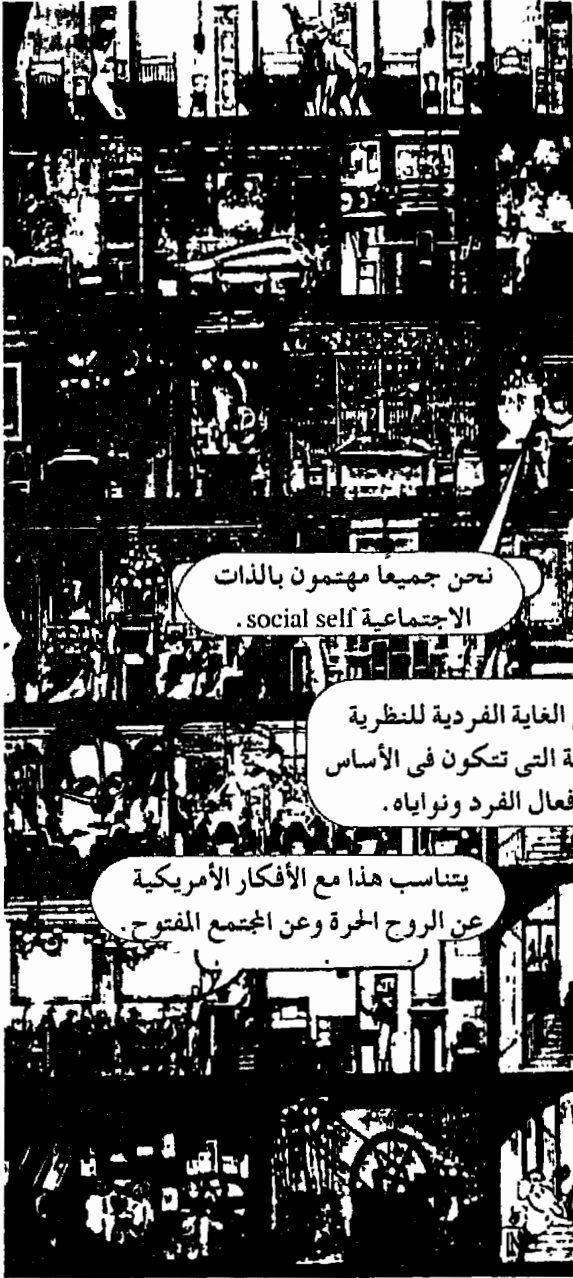 نحن جميعاً مهتمون بالذات
الاجتماعية social self.
الغاية الفردية للنظرية
التى تتكون فى الأساس
الفرد ونواياه.
يتناسب هذا مع الأفكار الأمريكية
عن الروح الحرة وعن المجتمع المفتوح.